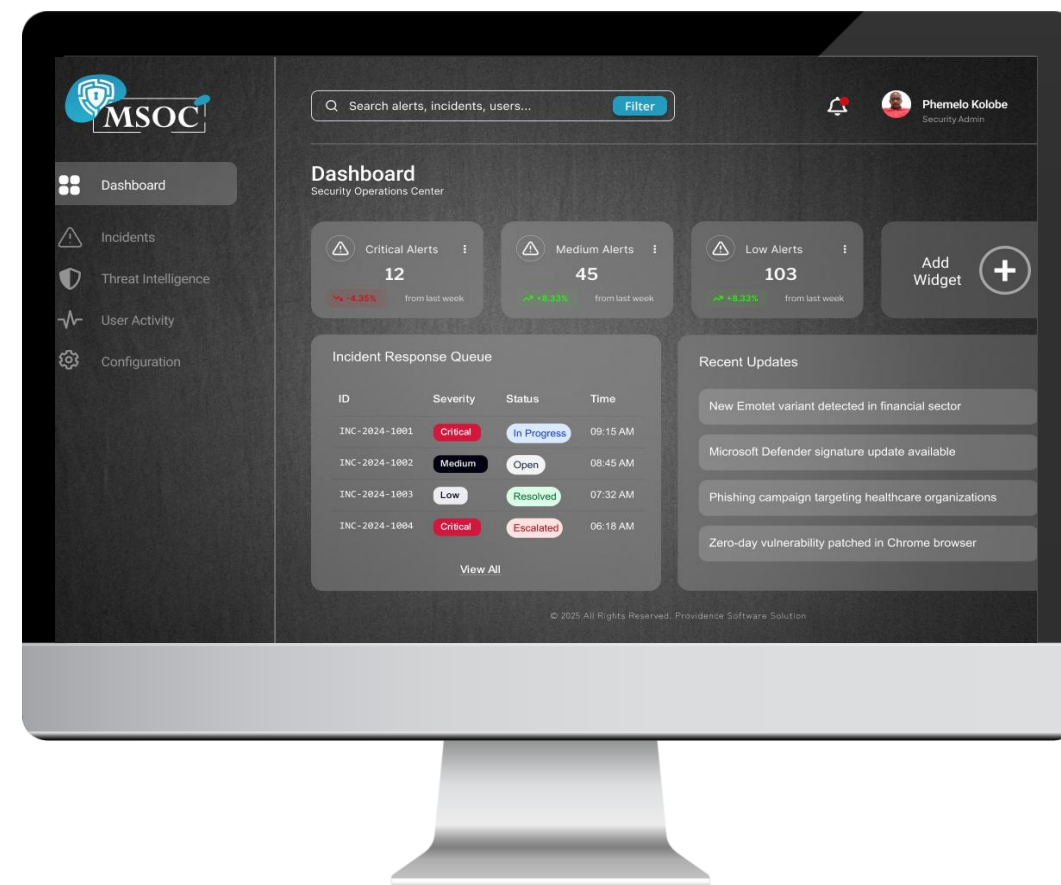 MSOC
Search alerts, incidents, users...
Filter
Phemelo Kolobe
Security Admin
Dashboard
Incidents
Threat Intelligence
User Activity
Configuration
Dashboard
Security Operations Center
Critical Alerts
12
-4.35% from last week
Medium Alerts
45
+8.33% from last week
Low Alerts
103
+8.33% from last week
Add
Widget
Incident Response Queue
ID Severity Status Time
INC-2024-1001 Critical In Progress 09:15 AM
INC-2024-1002 Medium Open 08:45 AM
INC-2024-1003 Low Resolved 07:32 AM
INC-2024-1004 Critical Escalated 06:18 AM
View All
Recent Updates
New Emotet variant detected in financial sector
Microsoft Defender signature update available
Phishing campaign targeting healthcare organizations
Zero-day vulnerability patched in Chrome browser
© 2025 All Rights Reserved. Providence Software Solution